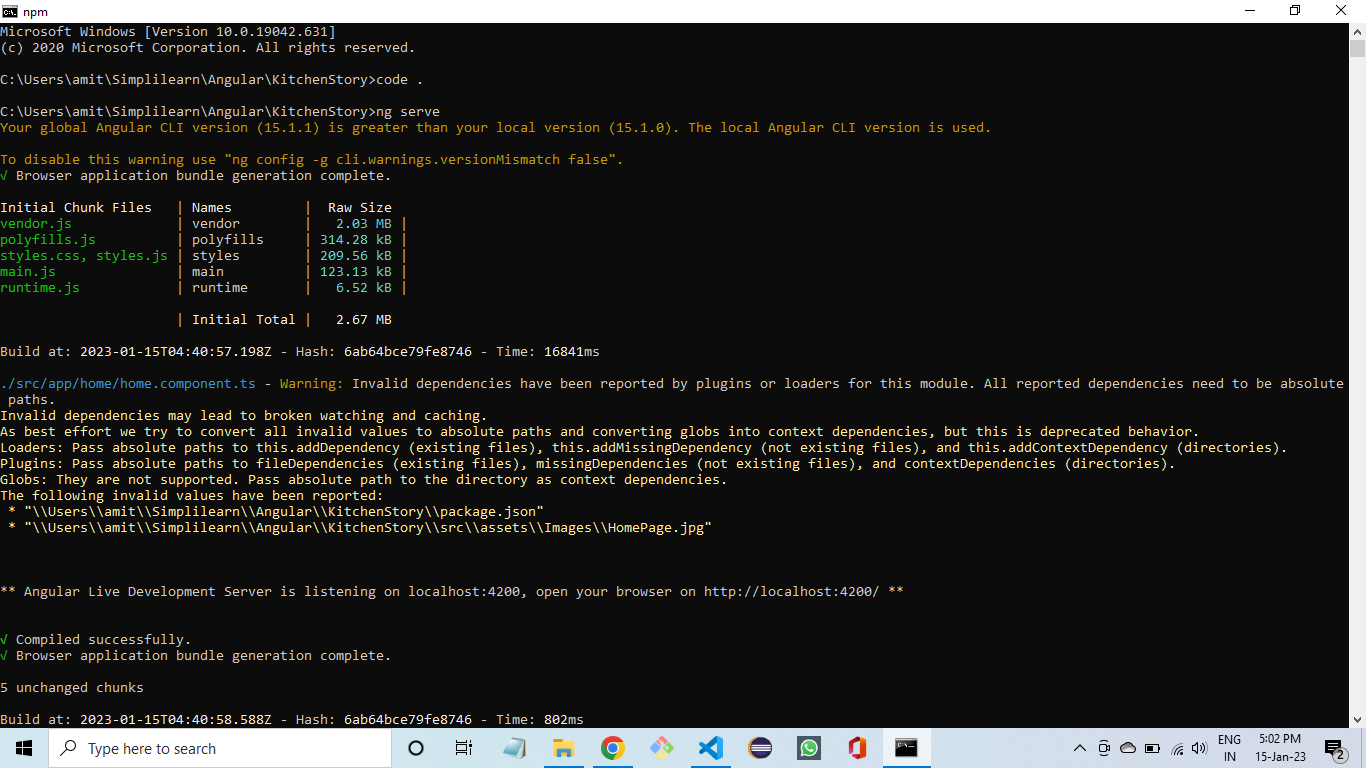 npm
Microsoft Windows [Version 10.0.19042.631]
(c) 2020 Microsoft Corporation. All rights reserved.
C:\Users\amit\Simplilearn\Angular\KitchenStory>code .
C:\Users\amit\Simplilearn\Angular\KitchenStory>ng serve
Your global Angular CLI version (15.1.1) is greater than your local version (15.1.0). The local Angular CLI version is used.
To disable this warning use "ng config -g cli.warnings.versionMismatch false".
√ Browser application bundle generation complete.
Initial Chunk Files   | Names         |  Raw Size
vendor.js             | vendor        |   2.03 MB |
polyfills.js          | polyfills     | 314.28 kB |
styles.css, styles.js | styles        | 209.56 kB |
main.js               | main          | 123.13 kB |
runtime.js            | runtime       |   6.52 kB |
| Initial Total |   2.67 MB
Build at: 2023-01-15T04:40:57.198Z - Hash: 6ab64bce79fe8746 - Time: 16841ms
./src/app/home/home.component.ts - Warning: Invalid dependencies have been reported by plugins or loaders for this module. All reported dependencies need to be absolute
paths.
Invalid dependencies may lead to broken watching and caching.
As best effort we try to convert all invalid values to absolute paths and converting globs into context dependencies, but this is deprecated behavior.
Loaders: Pass absolute paths to this.addDependency (existing files), this.addMissingDependency (not existing files), and this.addContextDependency (directories).
Plugins: Pass absolute paths to fileDependencies (existing files), missingDependencies (not existing files), and contextDependencies (directories).
Globs: They are not supported. Pass absolute path to the directory as context dependencies.
The following invalid values have been reported:
* "\\Users\\amit\\Simplilearn\\Angular\\KitchenStory\\package.json"
* "\\Users\\amit\\Simplilearn\\Angular\\KitchenStory\\src\\assets\\Images\\HomePage.jpg"
** Angular Live Development Server is listening on localhost:4200, open your browser on http://localhost:4200/ **
√ Compiled successfully.
√ Browser application bundle generation complete.
5 unchanged chunks
Build at: 2023-01-15T04:40:58.588Z - Hash: 6ab64bce79fe8746 - Time: 802ms
Type here to search
ENG
IN
5:02 PM
15-Jan-23
2